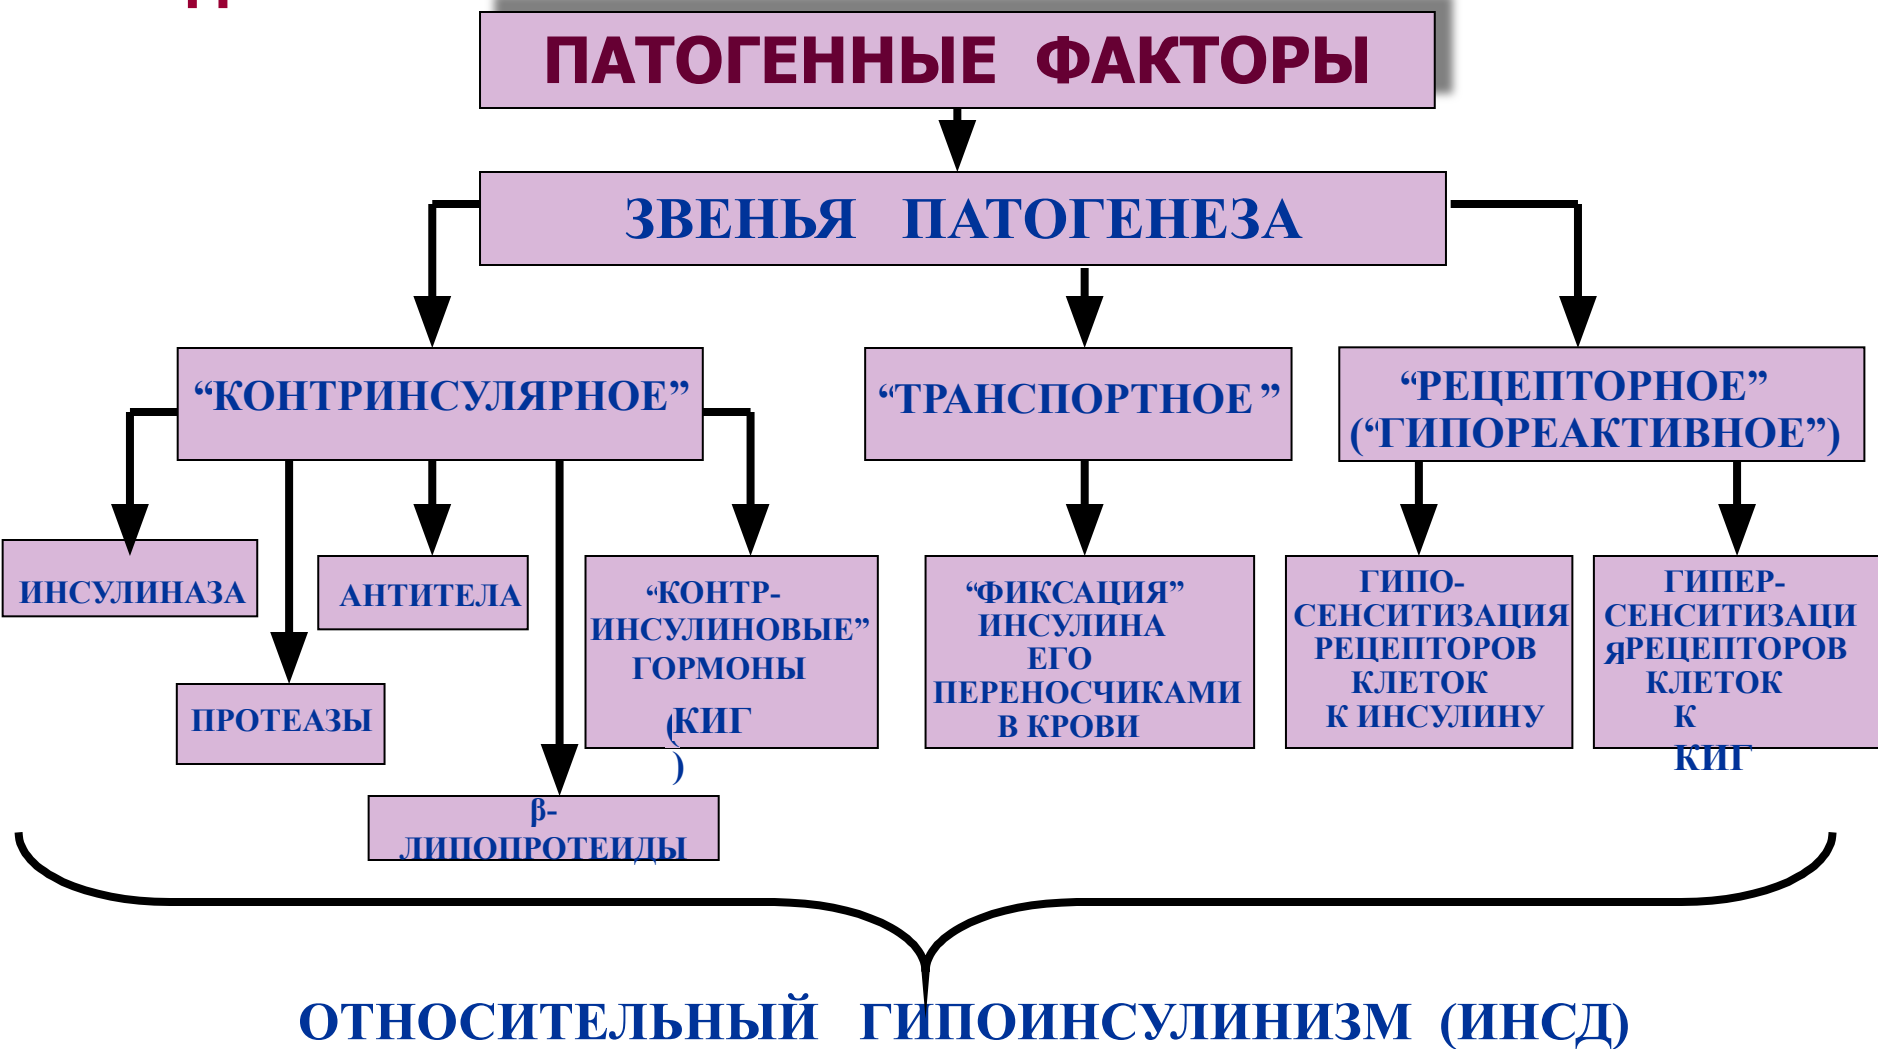 ПАТОГЕННЫЕ ФАКТОРЫ
ЗВЕНЬЯ ПАТОГЕНЕЗА
“КОНТРИНСУЛЯРНОЕ”
“ТРАНСПОРТНОЕ”
“РЕЦЕПТОРНОЕ”
(“ГИПОРЕАКТИВНОЕ”)
ИНСУЛИНАЗА
ПРОТЕАЗЫ
АНТИТЕЛА
β-
ЛИПОПРОТЕИДЫ
“КОНТР-
ИНСУЛИНОВЫЕ”
ГОРМОНЫ
(КИГ
)
“ФИКСАЦИЯ”
ИНСУЛИНА
ЕГО
ПЕРЕНОСЧИКАМИ
В КРОВИ
ГИПО-
СЕНСИТИЗАЦИЯ
РЕЦЕПТОРОВ
КЛЕТОК
К ИНСУЛИНУ
ГИПЕР-
СЕНСИТИЗАЦИ
ЯРЕЦЕПТОРОВ
КЛЕТОК
К
КИГ
ОТНОСИТЕЛЬНЫЙ ГИПОИНСУЛИНИЗМ (ИНСД)